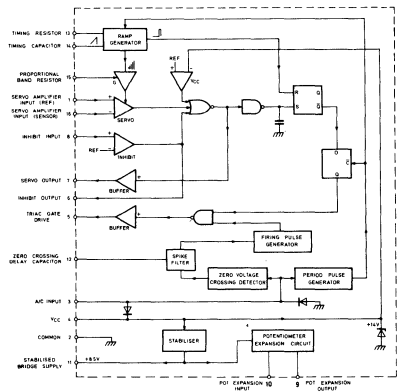 TIMING RESISTOR 13
TIMING CAPACITOR 14
RAMP GENERATOR
PROPORTIONAL BAND RESISTOR 15
G
REF
+ -
VCC
SERVO AMPLIFIER INPUT (REF) 1
SERVO AMPLIFIER INPUT (SENSOR) 16
+
-
SERVO
R Q
S Q
INHIBIT INPUT 8
REF
+
-
INHIBIT
D
C
Q
SERVO OUTPUT 7
BUFFER
+
INHIBIT OUTPUT 6
TRIAC GATE DRIVE 5
BUFFER
+
FIRING PULSE GENERATOR
ZERO CROSSING DELAY CAPACITOR 12
SPIKE FILTER
ZERO VOLTAGE CROSSING DETECTOR
PERIOD PULSE GENERATOR
A/C INPUT 3
VCC 4
+14V
COMMON 2
STABILISER
POTENTIOMETER EXPANSION CIRCUIT
STABILISED BRIDGE SUPPLY 11
+8.5V
POT EXPANSION INPUT 10
9 POT EXPANSION OUTPUT